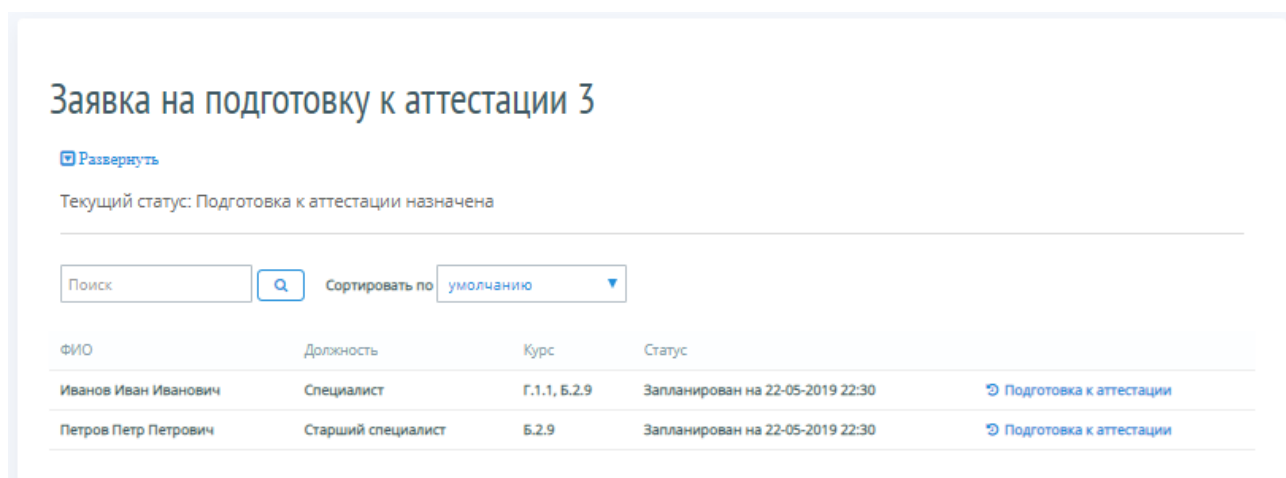 Заявка на подготовку к аттестации 3
Развернуть
Текущий статус: Подготовка к аттестации назначена
Поиск Сортировать по умолчанию
ФИО Должность Курс Статус
Иванов Иван Иванович Специалист Г.1.1, Б.2.9 Запланирован на 22-05-2019 22:30 Подготовка к аттестации
Петров Петр Петрович Старший специалист Б.2.9 Запланирован на 22-05-2019 22:30 Подготовка к аттестации